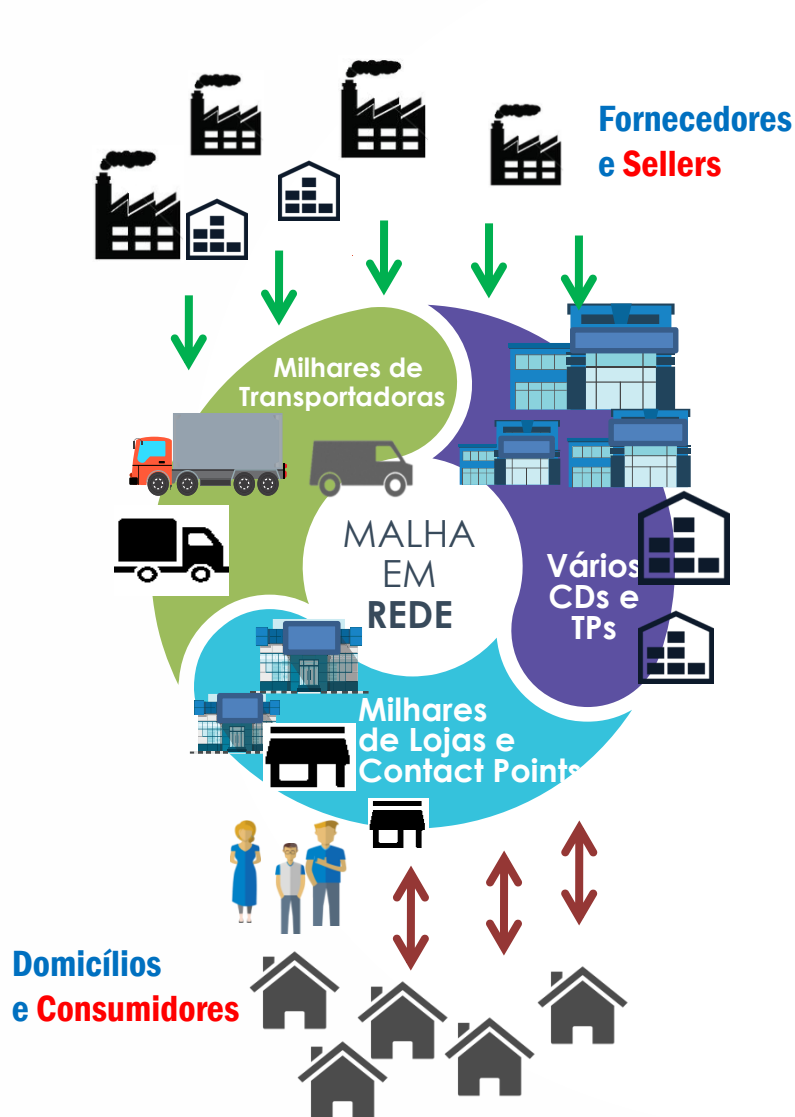 Fornecedores
e Sellers
Milhares de
Transportadoras
MALHA
EM
REDE
Vários
CDs e
TPs
Milhares
de Lojas e
Contact Points
Domicílios
e Consumidores